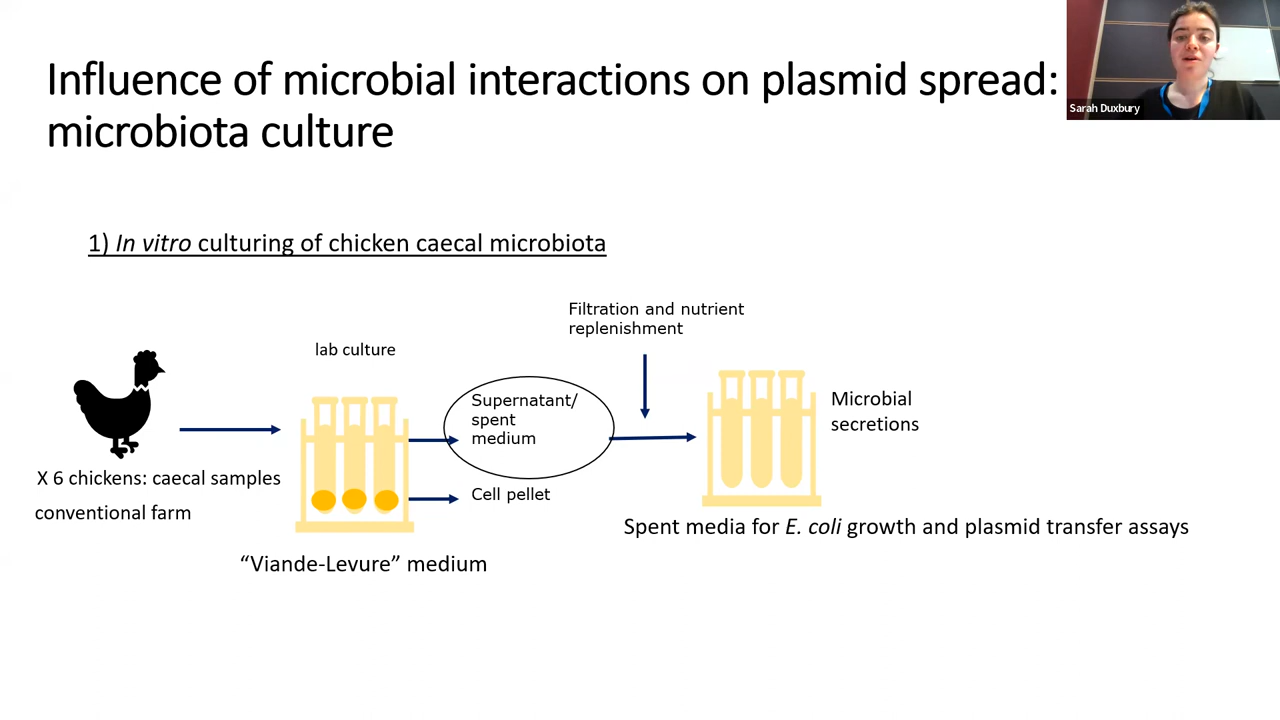 Influence of microbial interactions on plasmid spread:
microbiota culture
Sarah Duxbury
1) In vitro culturing of chicken caecal microbiota
Filtration and nutrient
replenishment
lab culture
Supernatant/
spent
medium
Microbial
secretions
X 6 chickens: caecal samples
conventional farm
Cell pellet
Spent media for E. coli growth and plasmid transfer assays
“Viande-Levure” medium